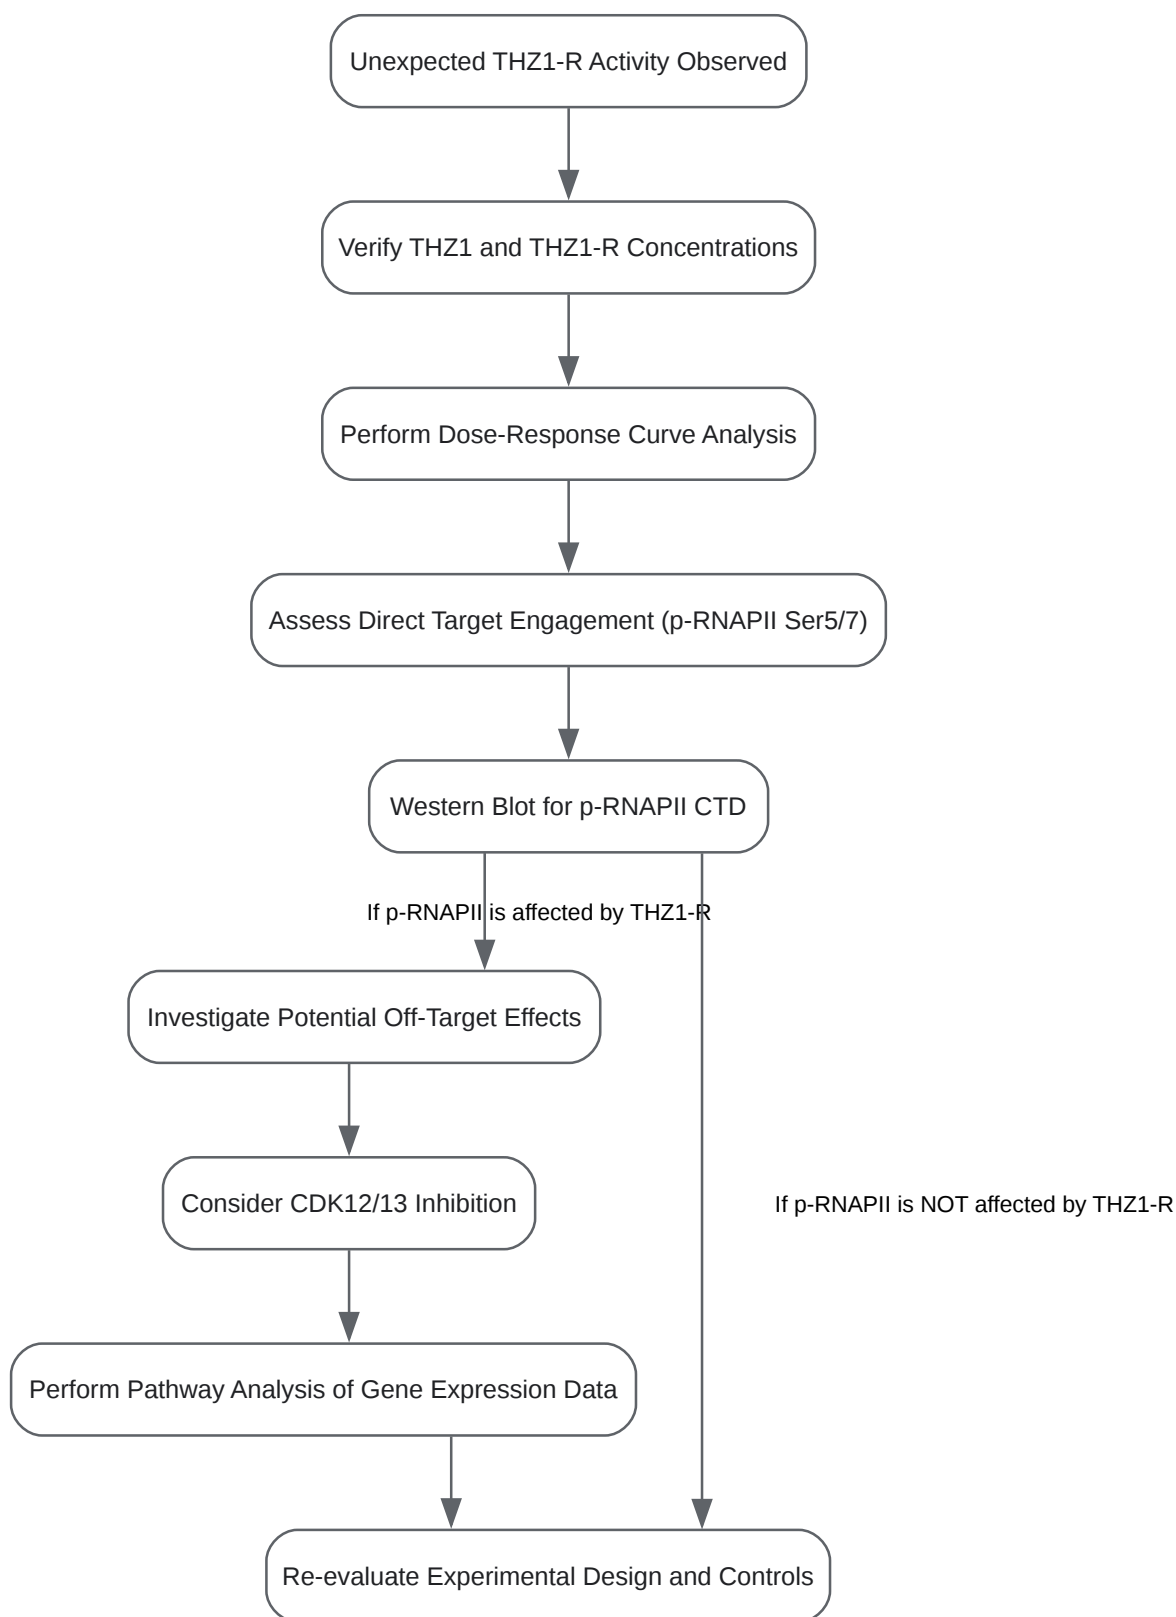 Unexpected THZ1-R Activity Observed
Verify THZ1 and THZ1-R Concentrations
Perform Dose-Response Curve Analysis
Assess Direct Target Engagement (p-RNAPII Ser5/7)
Western Blot for p-RNAPII CTD
If p-RNAPII is affected by THZ1-R
Investigate Potential Off-Target Effects
Consider CDK12/13 Inhibition
If p-RNAPII is NOT affected by THZ1-R
Perform Pathway Analysis of Gene Expression Data
Re-evaluate Experimental Design and Controls